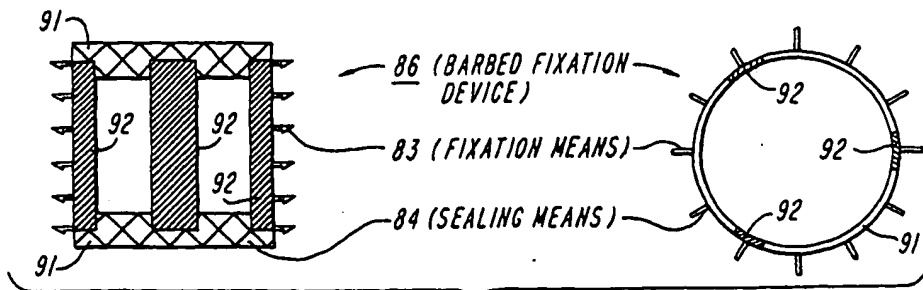 91
86 (BARBED FIXATION
DEVICE)
92
92
92
83 (FIXATION MEANS)
92
92
84 (SEALING MEANS)
92
91
91